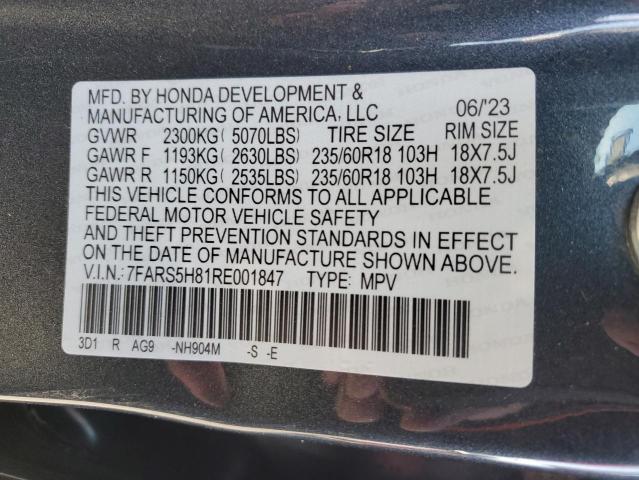 MFD. BY HONDA DEVELOPMENT &
MANUFACTURING OF AMERICA, LLC 06/'23
GVWR 2300KG( 5070LBS) TIRE SIZE RIM SIZE
GAWR F 1193KG( 2630LBS) 235/60R18 103H 18X7.5J
GAWR R 1150KG( 2535LBS) 235/60R18 103H 18X7.5J
THIS VEHICLE CONFORMS TO ALL APPLICABLE
FEDERAL MOTOR VEHICLE SAFETY
AND THEFT PREVENTION STANDARDS IN EFFECT
ON THE DATE OF MANUFACTURE SHOWN ABOVE.
V.I.N.:7FARS5H81RE001847 TYPE: MPV
3D1 R AG9 -NH904M -S -E